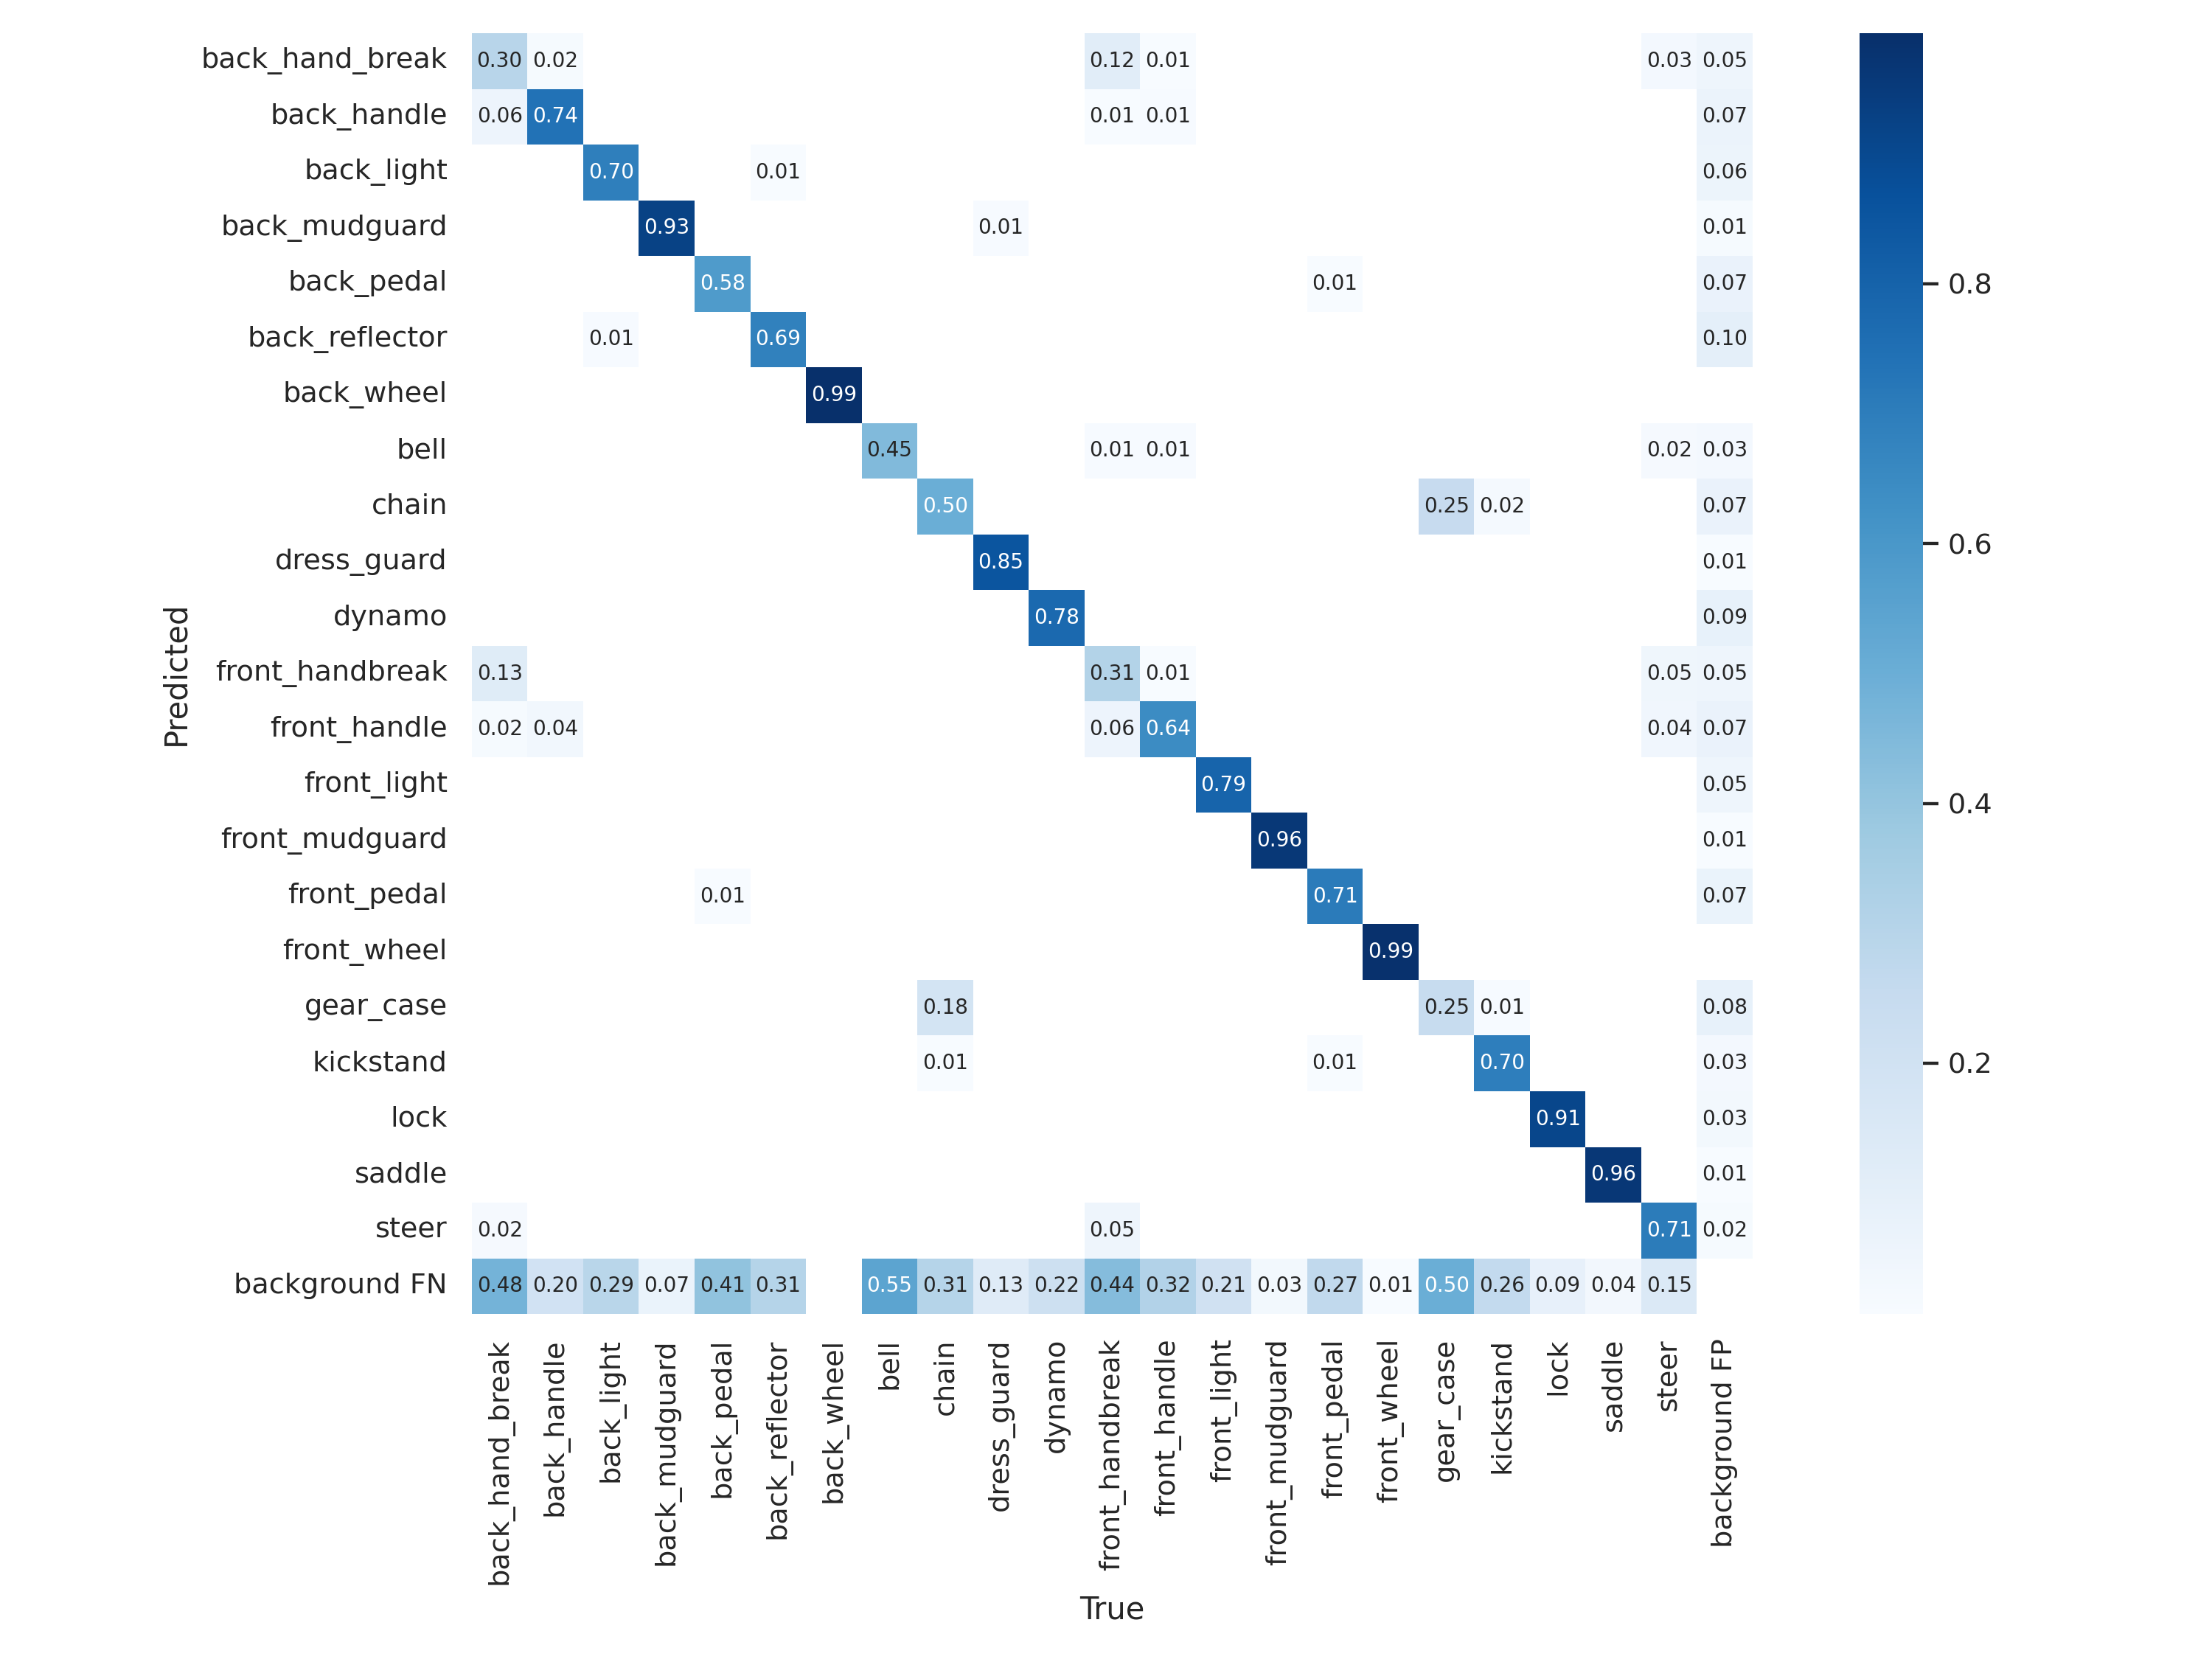 back_hand_break 0.30 0.02 0.12 0.01 0.03 0.05
back_handle 0.06 0.74 0.01 0.01 0.07
back_light 0.70 0.01 0.06
back_mudguard 0.93 0.01 0.01
back_pedal 0.58 0.01 0.07
back_reflector 0.01 0.69 0.10
back_wheel 0.99
bell 0.45 0.01 0.01 0.02 0.03
chain 0.50 0.25 0.02 0.07
dress_guard 0.85 0.01
dynamo 0.78 0.09
front_handbreak 0.13 0.31 0.01 0.05 0.05
front_handle 0.02 0.04 0.06 0.64 0.04 0.07
front_light 0.79 0.05
front_mudguard 0.96 0.01
front_pedal 0.01 0.71 0.07
front_wheel 0.99
gear_case 0.18 0.25 0.01 0.08
kickstand 0.01 0.01 0.70 0.03
lock 0.91 0.03
saddle 0.96 0.01
steer 0.02 0.05 0.71 0.02
background FN 0.48 0.20 0.29 0.07 0.41 0.31 0.55 0.31 0.13 0.22 0.44 0.32 0.21 0.03 0.27 0.01 0.50 0.26 0.09 0.04 0.15
Predicted
back_hand_break
back_handle
back_light
back_mudguard
back_pedal
back_reflector
back_wheel
bell
chain
dress_guard
dynamo
front_handbreak
front_handle
front_light
front_mudguard
front_pedal
front_wheel
gear_case
kickstand
lock
saddle
steer
background FP
True
0.8
0.6
0.4
0.2